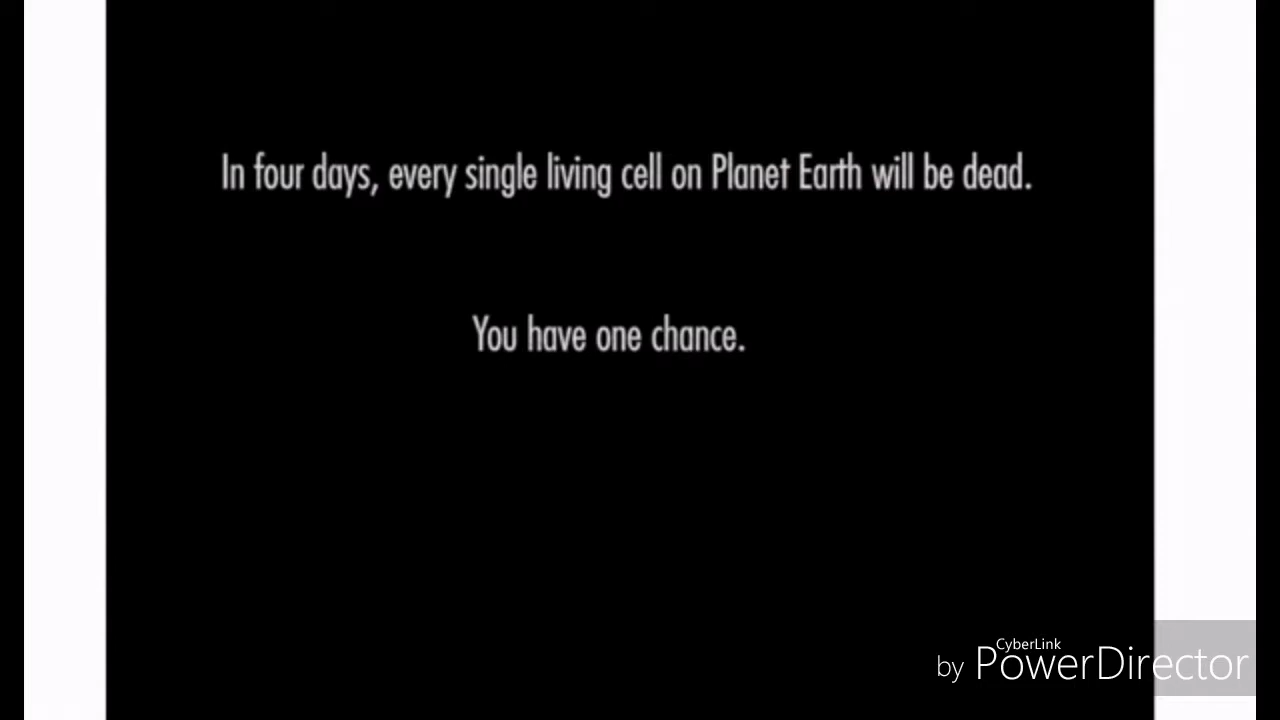 In four days, every single living cell on Planet Earth will be dead.
You have one chance.
CyberLink
by PowerDirector